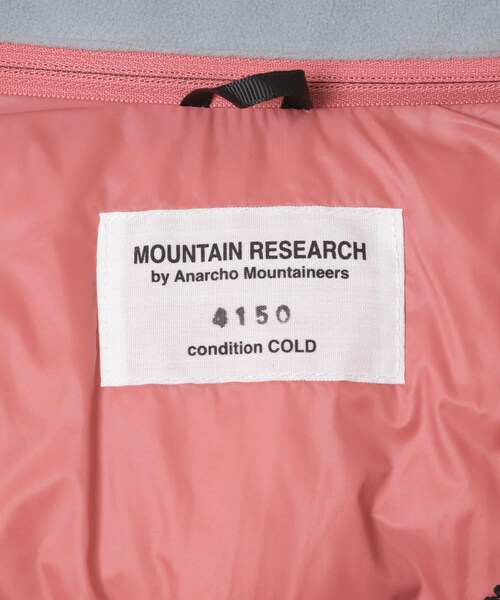 MOUNTAIN RESEARCH
by Anarcho Mountaineers
4150
condition COLD